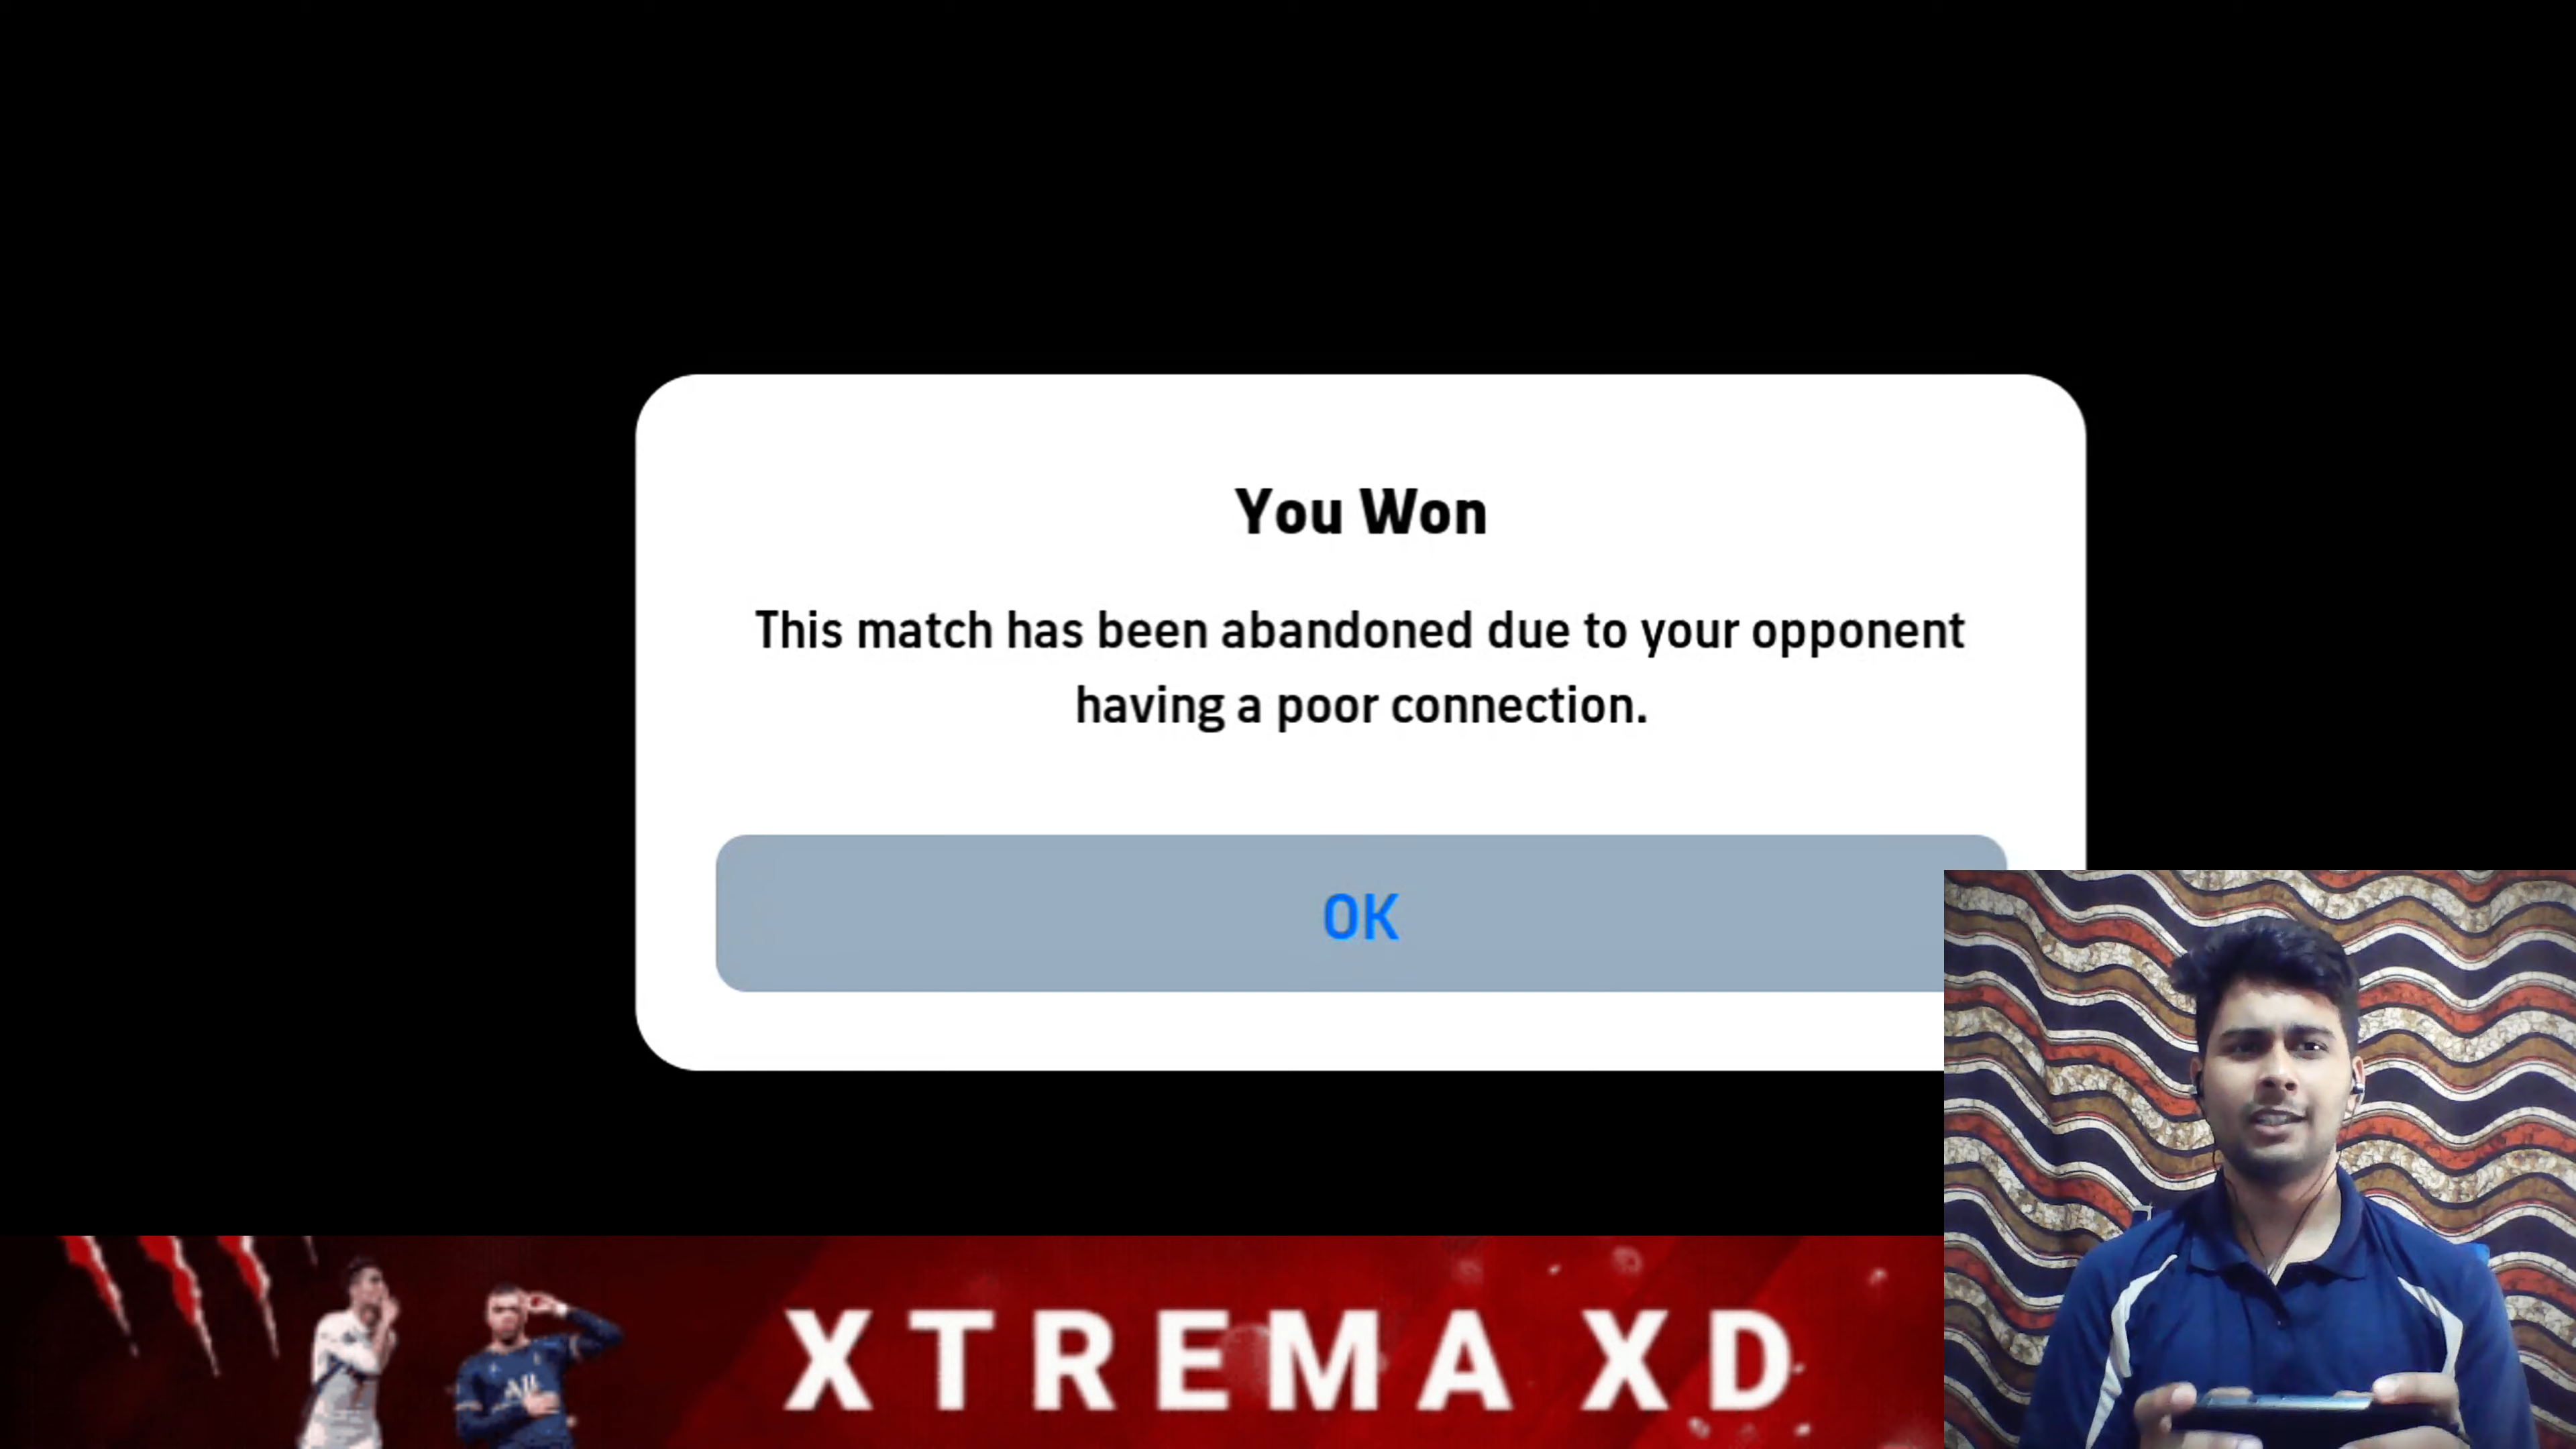 You Won
This match has been abandoned due to your opponent
having a poor connection.
OK
XTREMA XD